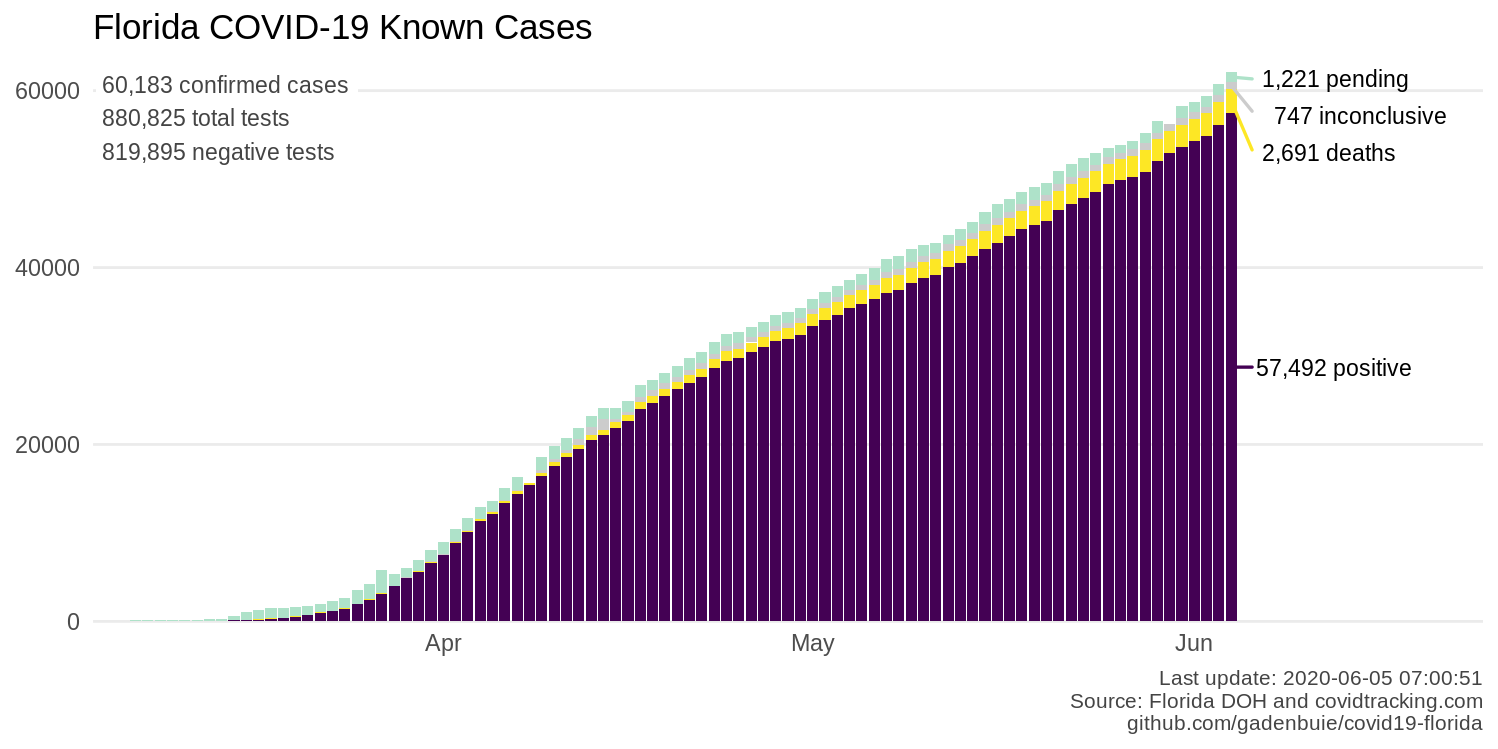 Florida COVID-19 Known Cases
60,183 confirmed cases
880,825 total tests
819,895 negative tests
1,221 pending
747 inconclusive
2,691 deaths
57,492 positive
60000
40000
20000
0
Apr
May
Jun
Last update: 2020-06-05 07:00:51
Source: Florida DOH and covidtracking.com
github.com/gadenbuie/covid19-florida